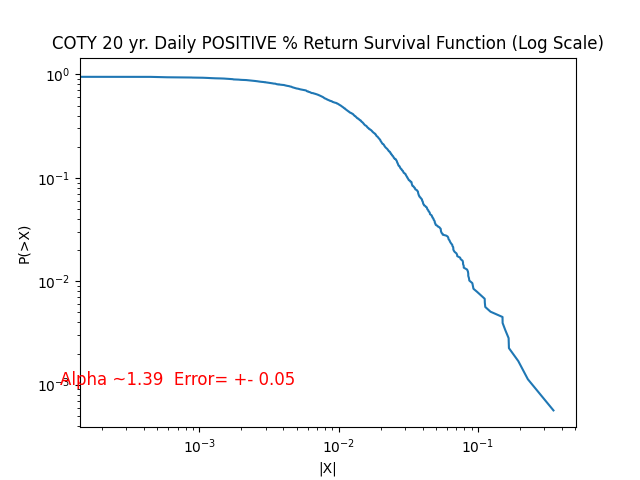 COTY 20 yr. Daily POSITIVE % Return Survival Function (Log Scale)
10⁰
10⁻¹
P(>X)
10⁻²
10⁻³
Alpha ~1.39  Error= +- 0.05
10⁻³ 10⁻² 10⁻¹
|X|